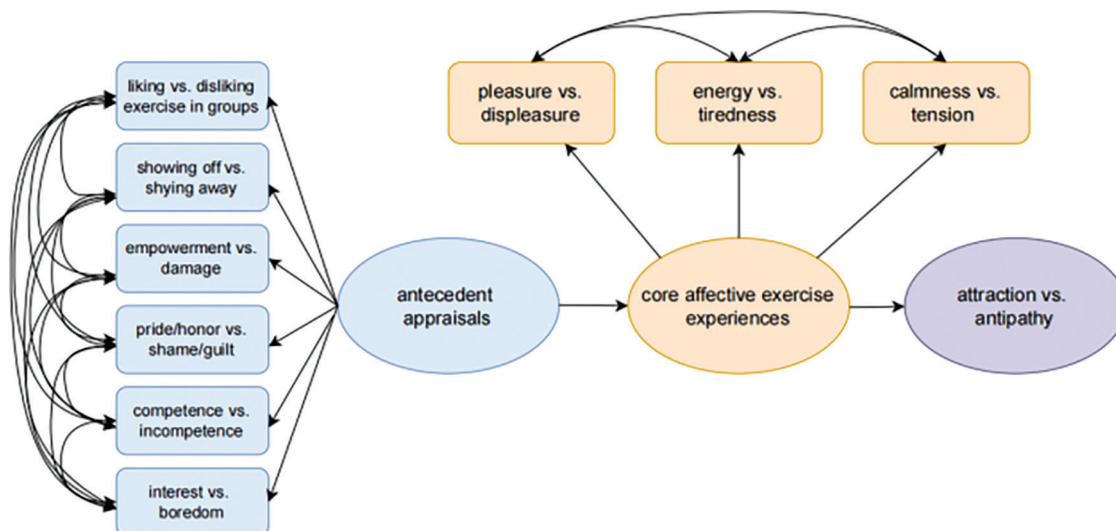 liking vs. disliking
exercise in groups
showing off vs.
shying away
empowerment vs.
damage
pride/honor vs.
shame/guilt
competence vs.
incompetence
interest vs.
boredom
antecedent
appraisals
pleasure vs.
displeasure
energy vs.
tiredness
calmness vs.
tension
core affective exercise
experiences
attraction vs.
antipathy